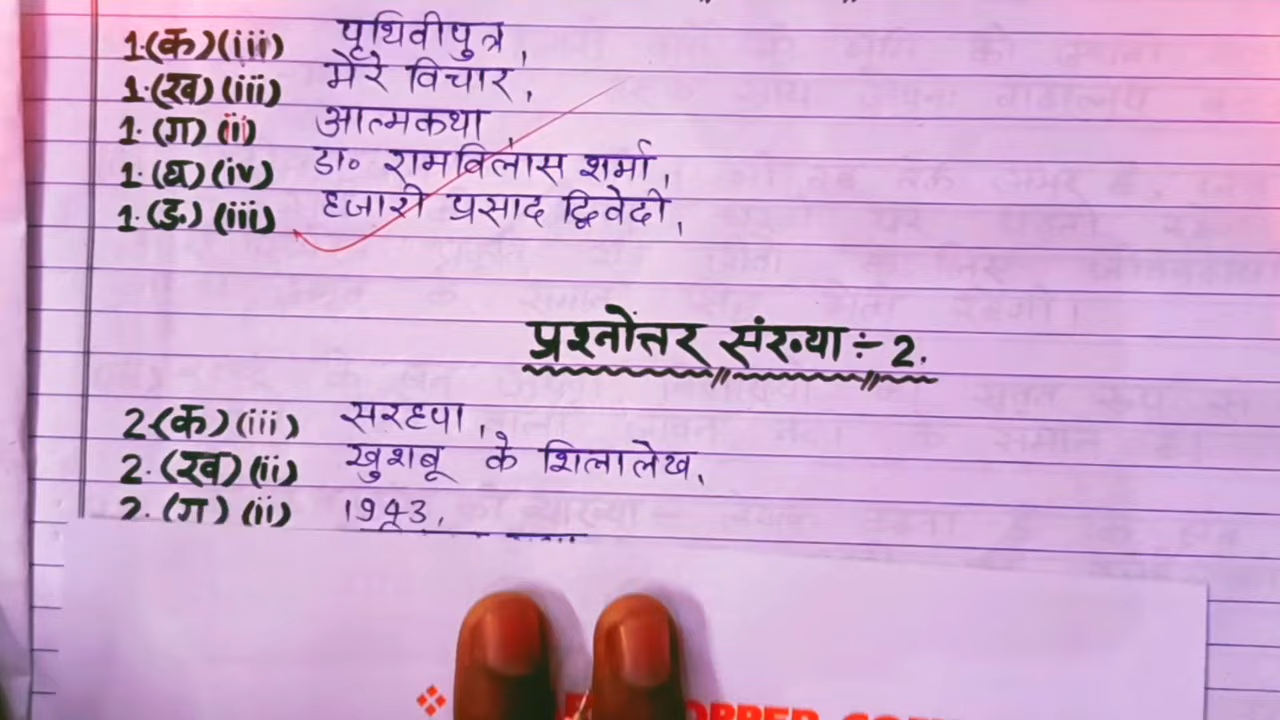 1.(क)(iii) पृथिवीपुत्र,
1.(ख)(iii) मेरे विचार,
1.(ग)(ii) आत्मकथा,
1.(घ)(iv) डा० रामविलास शर्मा,
1.(ङ)(iii) हजारी प्रसाद द्विवेदी,
प्रश्नोत्तर संख्या :- 2.
2.(क)(iii) सरहपा,
2.(ख)(ii) खुशबू के शिलालेख,
2.(ग)(ii) 1943,